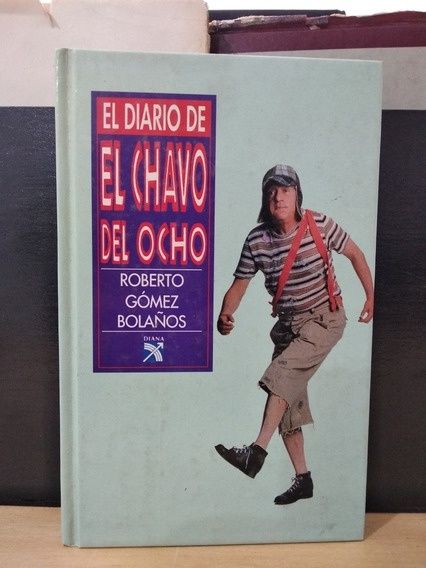 EL DIARIO DE
EL CHAVO
DEL OCHO
ROBERTO
GÓMEZ
BOLAÑOS
DIANA